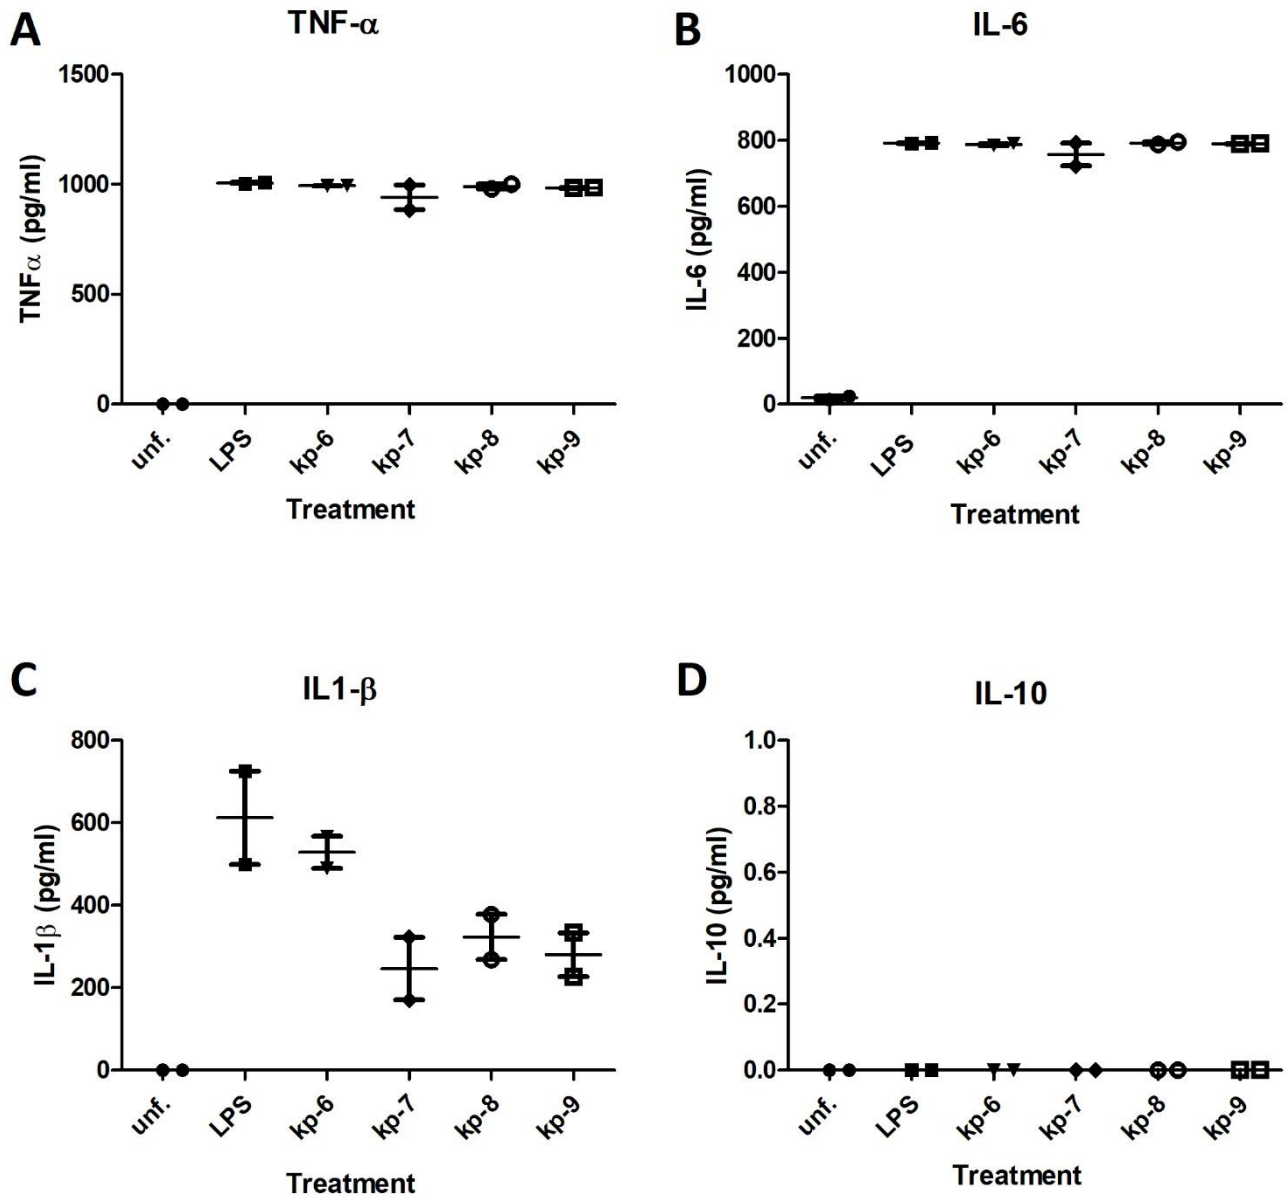 A
TNF-α
1500
1000
500
0
TNFα (pg/ml)
unf.
LPS
kp-6
kp-7
kp-8
kp-9
Treatment
B
IL-6
1000
800
600
400
200
0
IL-6 (pg/ml)
unf.
LPS
kp-6
kp-7
kp-8
kp-9
Treatment
C
IL1-β
800
600
400
200
0
IL-1β (pg/ml)
unf.
LPS
kp-6
kp-7
kp-8
kp-9
Treatment
D
IL-10
1.0
0.8
0.6
0.4
0.2
0.0
IL-10 (pg/ml)
unf.
LPS
kp-6
kp-7
kp-8
kp-9
Treatment